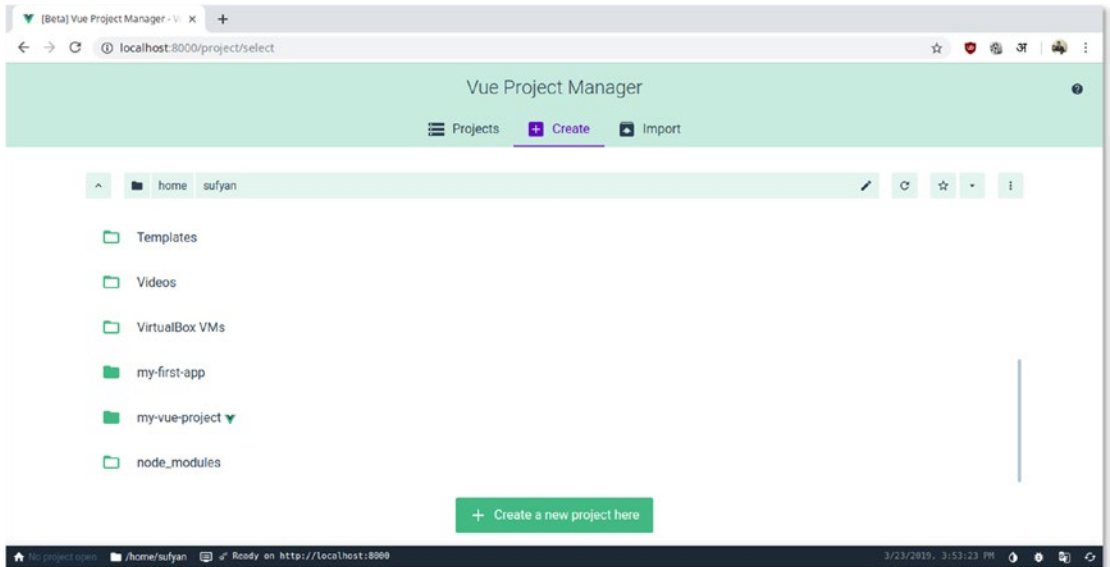 [Beta] Vue Project Manager - V
localhost:8000/project/select
अ
Vue Project Manager
Projects Create Import
home sufyan
Templates
Videos
VirtualBox VMs
my-first-app
my-vue-project
node_modules
+ Create a new project here
No project open /home/sufyan Ready on http://localhost:8000 3/23/2019, 3:53:23 PM